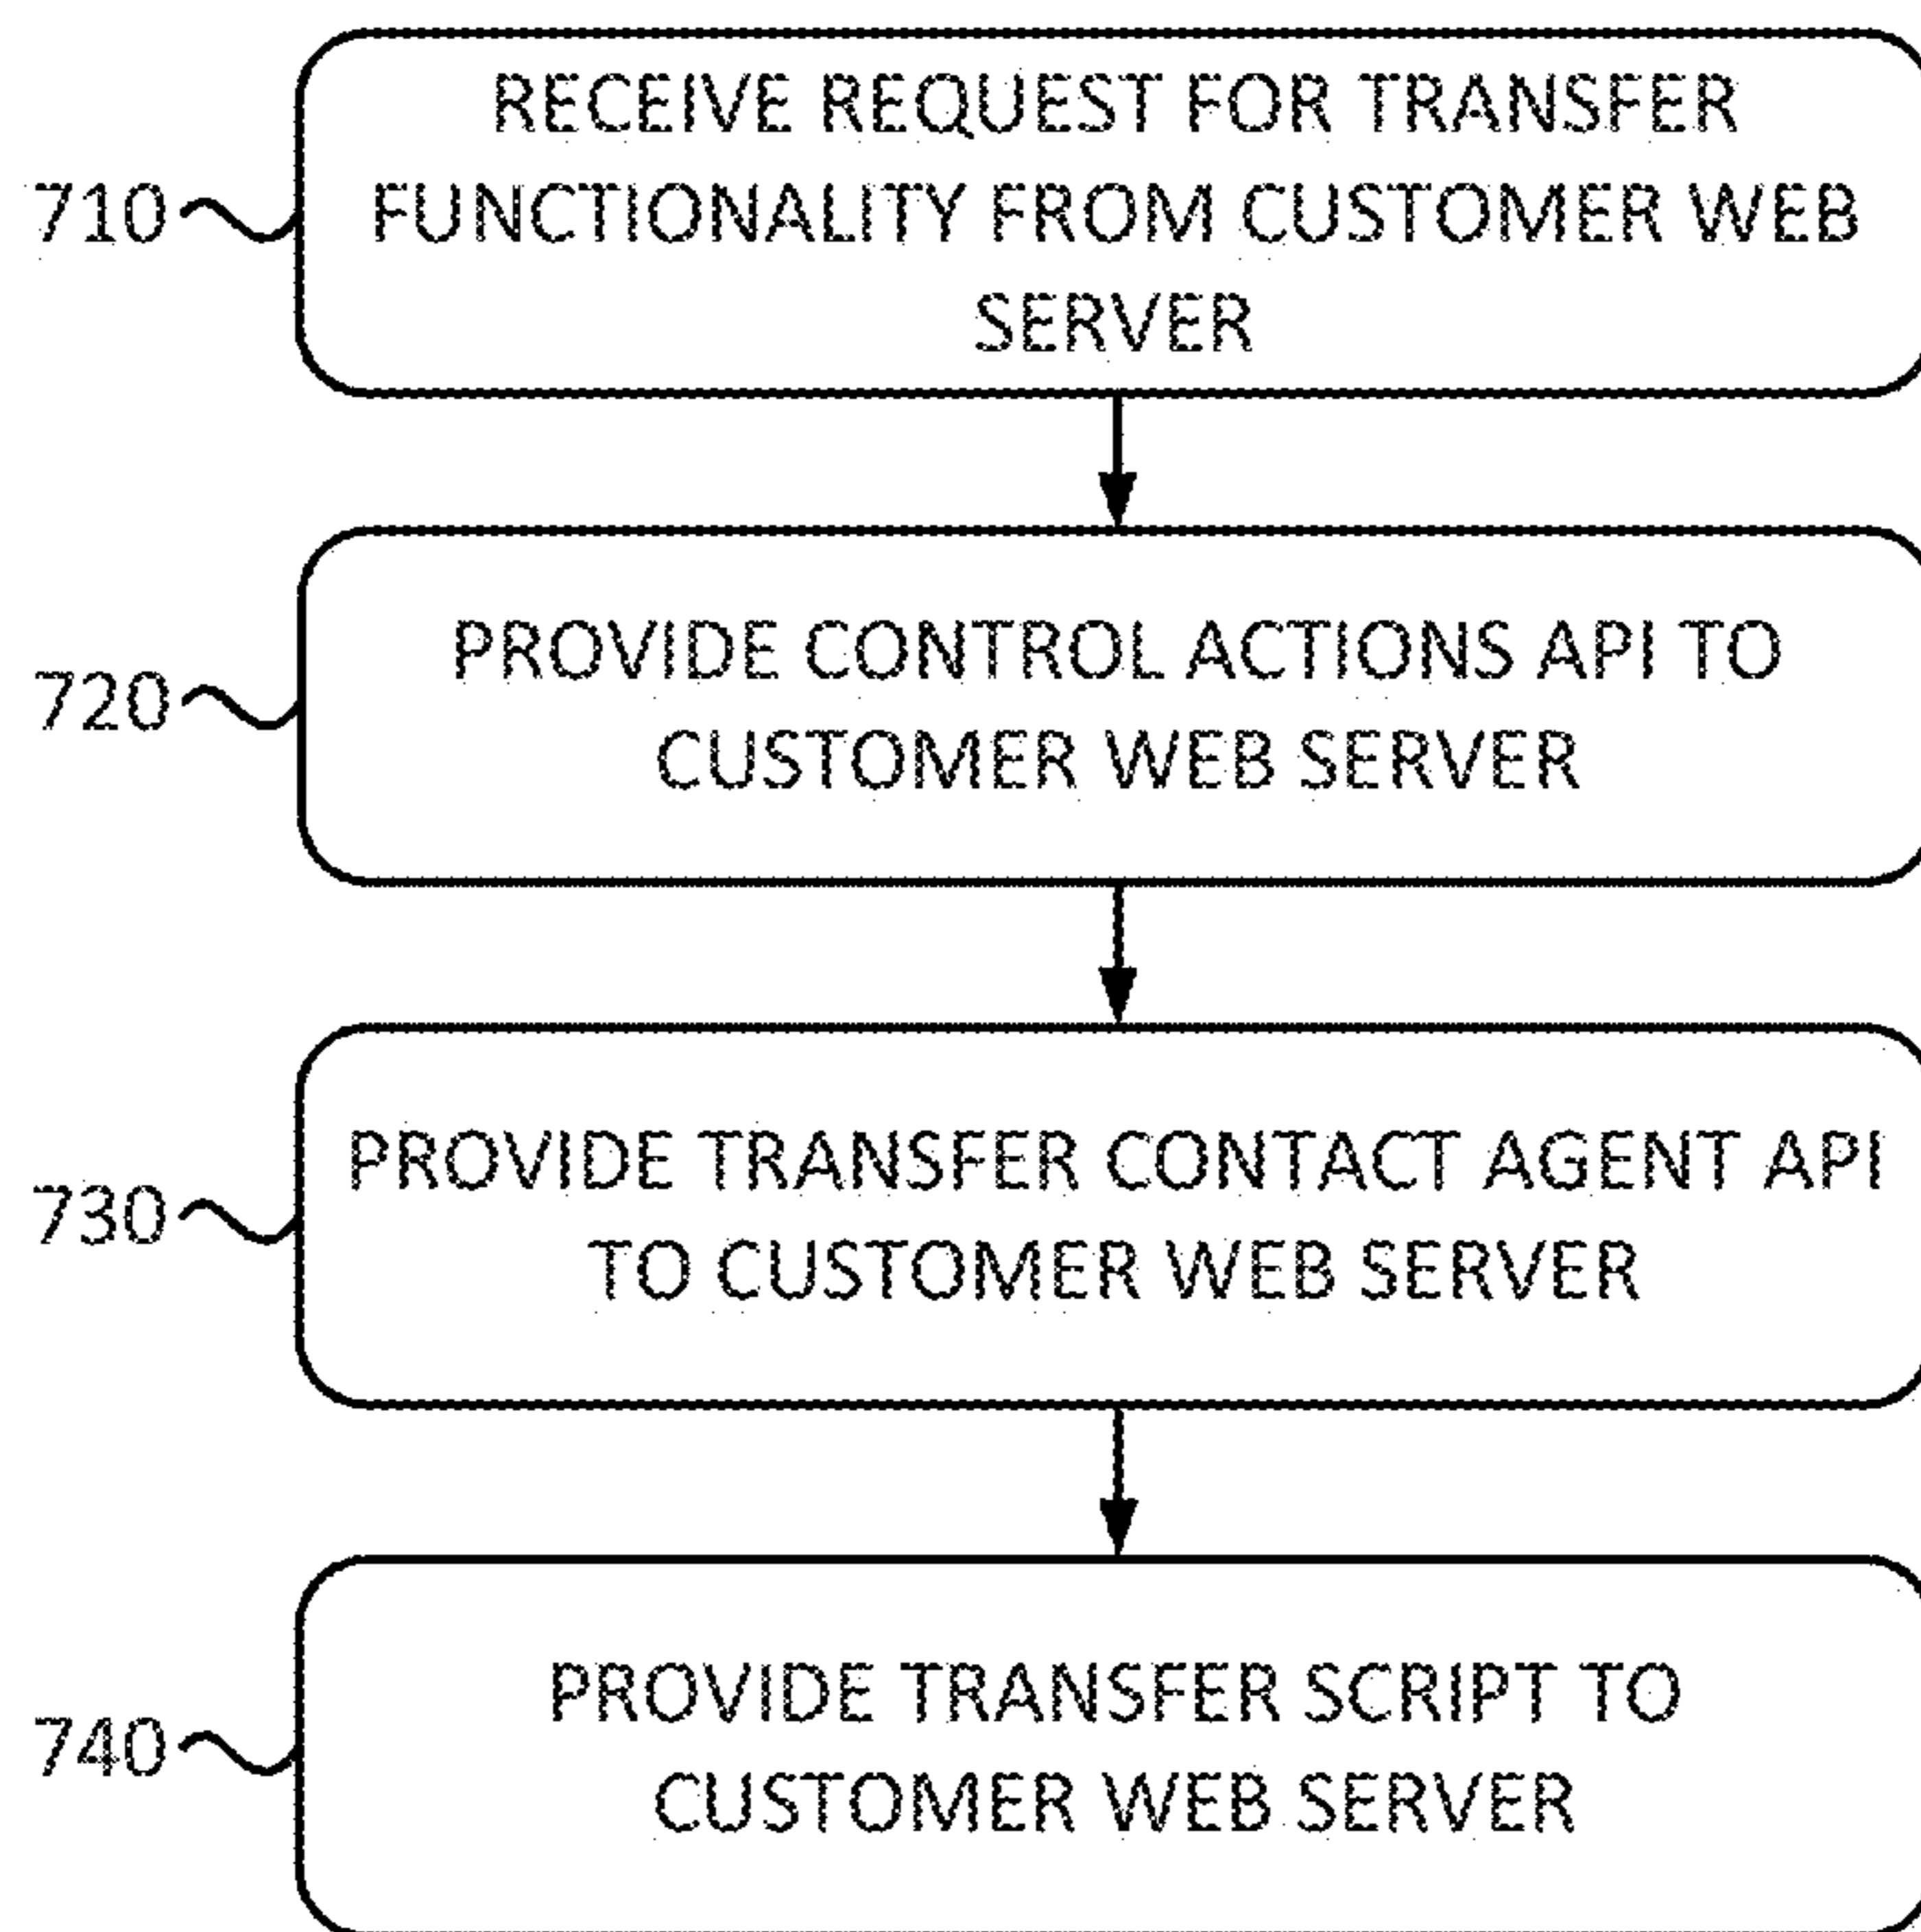 RECEIVE REQUEST FOR TRANSFER
710 FUNCTIONALITY FROM CUSTOMER WEB
SERVER
PROVIDE CONTROL ACTIONS API TO
720
CUSTOMER WEB SERVER
PROVIDE TRANSFER CONTACT AGENT API
730
TO CUSTOMER WEB SERVER
PROVIDE TRANSFER SCRIPT TO
740
CUSTOMER WEB SERVER